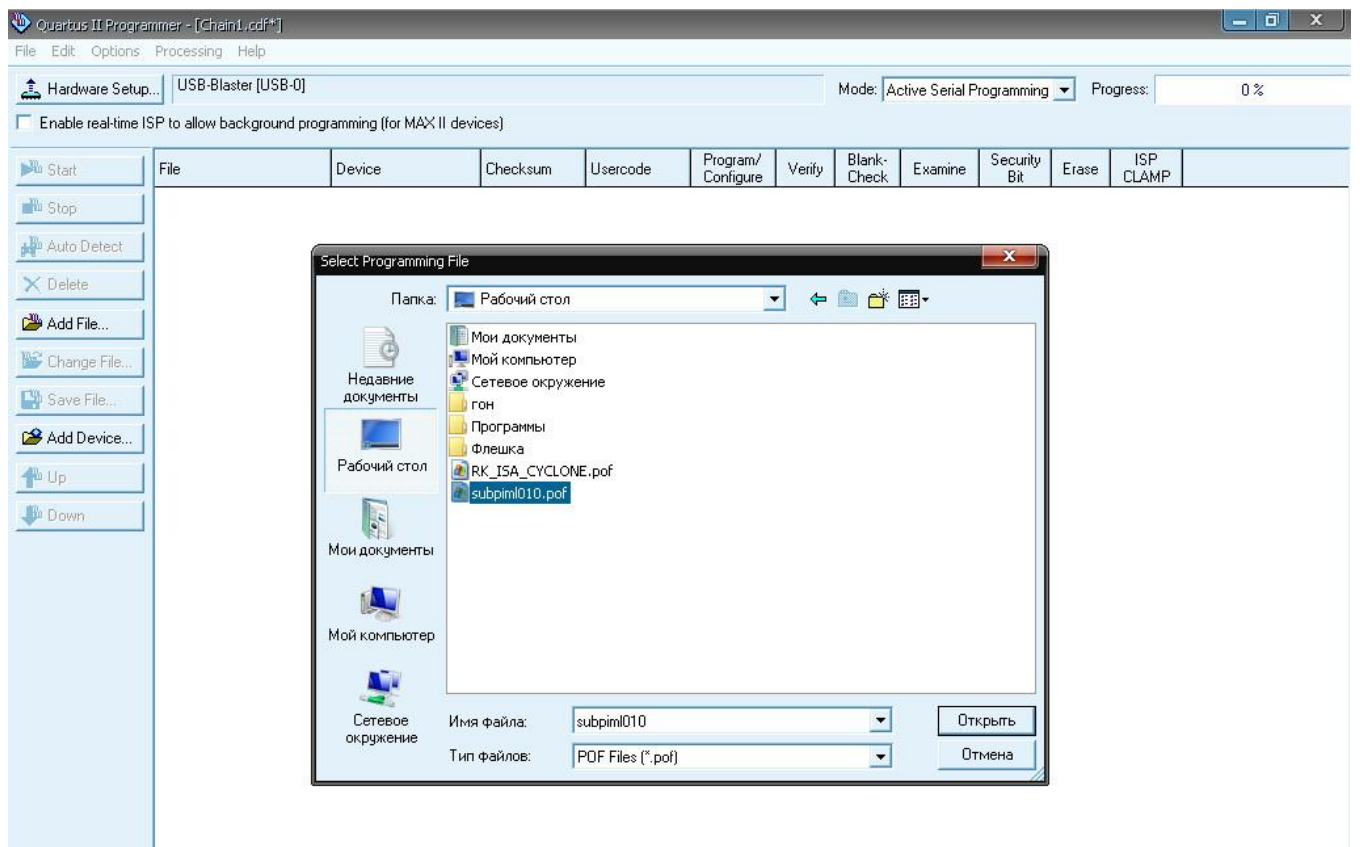 Quartus II Programmer - [Chain1.cdf*]
File Edit Options Processing Help
Hardware Setup... USB-Blaster [USB-0] Mode: Active Serial Programming Progress: 0 %
Enable real-time ISP to allow background programming (for MAX II devices)
Start
Stop
Auto Detect
Delete
Add File...
Change File...
Save File...
Add Device...
Up
Down
File Device Checksum Usercode Program/ Configure Verify Blank- Check Examine Security Bit Erase ISP CLAMP
Select Programming File
Папка: Рабочий стол
Недавние
документы
Рабочий стол
Мои документы
Мой компьютер
Сетевое
окружение
Мои документы
Мой компьютер
Сетевое окружение
гон
Программы
Флешка
RK_ISA_CYCLONE.pof
subpiml010.pof
Имя файла: subpiml010 Открыть
Тип файлов: POF Files (*.pof) Отмена